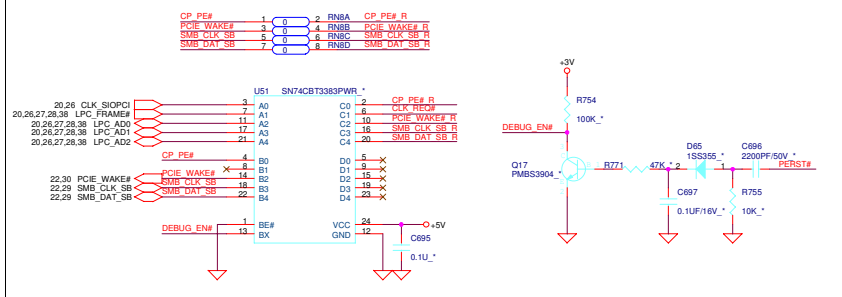 CP_PE# 1 0 2 RN8A CP_PE#_R
PCIE_WAKE# 3 0 4 RN8B PCIE_WAKE#_R
SMB_CLK_SB 5 0 6 RN8C SMB_CLK_SB_R
SMB_DAT_SB 7 0 8 RN8D SMB_DAT_SB_R
U51 SN74CBT3383PWR_*
20,26 CLK_SIOPCI 3 A0 C0 2 CP_PE#_R
20,26,27,28,38 LPC_FRAME# 7 A1 C1 6 CLK_REQ#
20,26,27,28,38 LPC_AD0 11 A2 C2 10 PCIE_WAKE#_R
20,26,27,28,38 LPC_AD1 17 A3 C3 16 SMB_CLK_SB_R
20,26,27,28,38 LPC_AD2 21 A4 C4 20 SMB_DAT_SB_R
CP_PE# 4 B0 D0 5
8 B1 D1 9
22,30 PCIE_WAKE# PCIE_WAKE# 14 B2 D2 15
22,29 SMB_CLK_SB SMB_CLK_SB 18 B3 D3 19
22,29 SMB_DAT_SB SMB_DAT_SB 22 B4 D4 23
1 BE# VCC 24 +5V
DEBUG_EN# 13 BX GND 12
C695
0.1U_*
+3V
R754
100K_*
DEBUG_EN#
Q17
PMBS3904_*
R771 47K_*
D65
1SS355_*
2 1
C696
2200PF/50V_*
PERST#
C697
0.1UF/16V_*
R755
10K_*